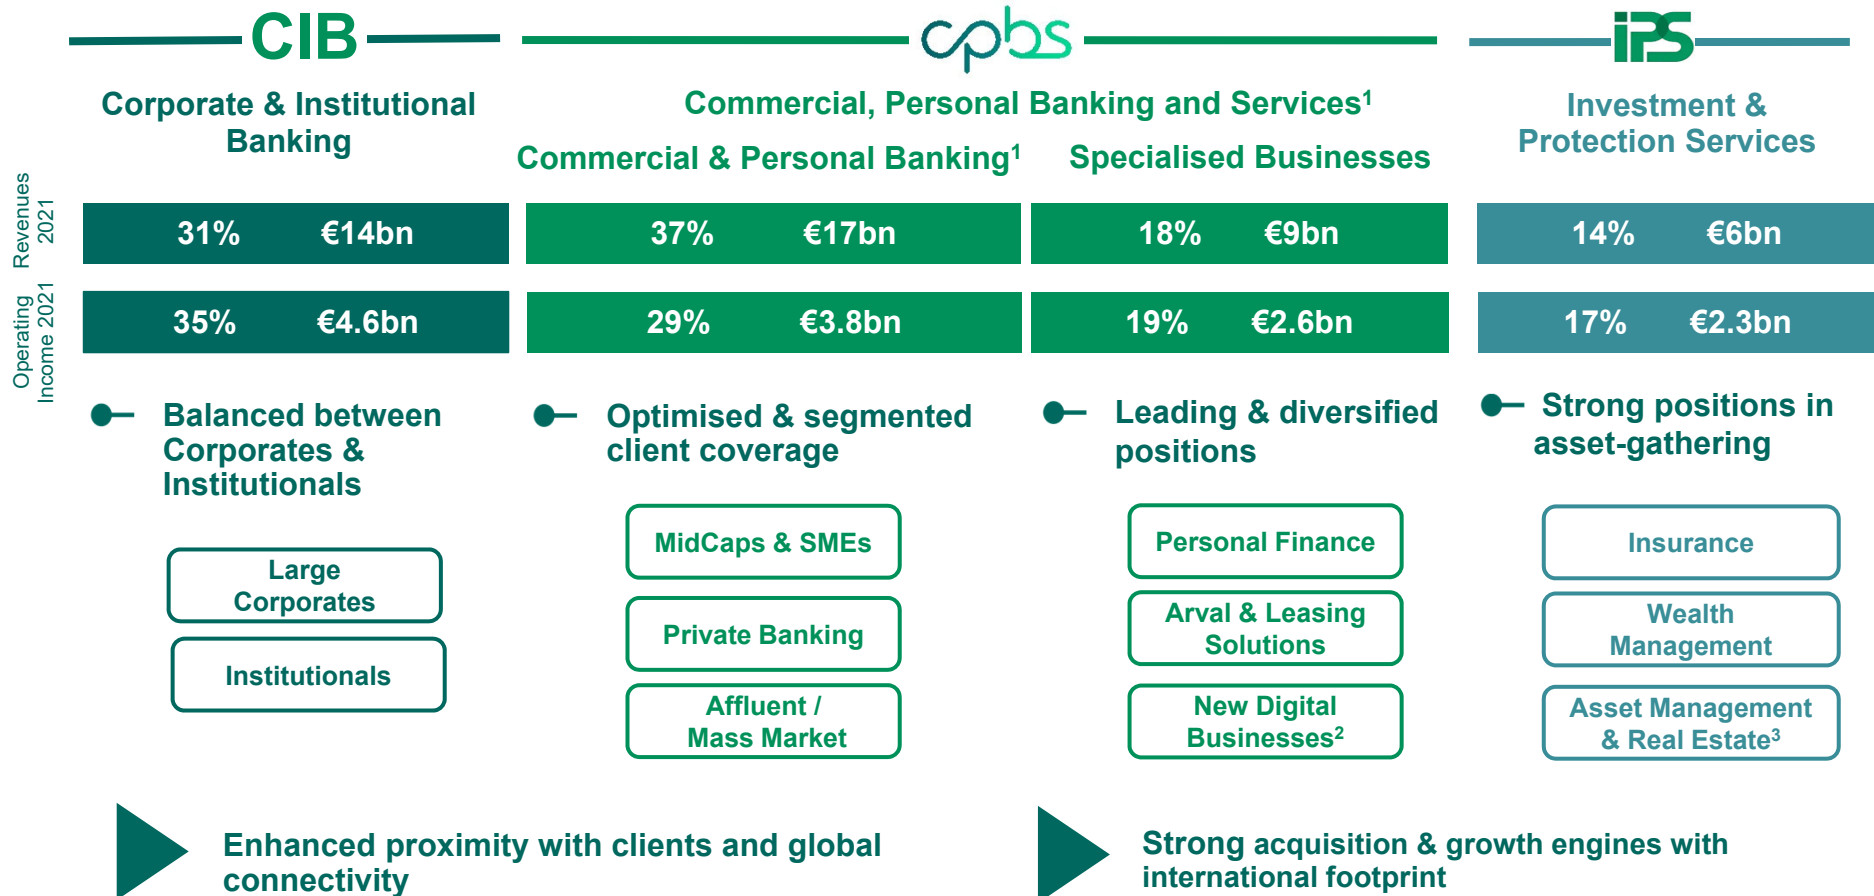 CIB
cpbs
iPS
Corporate & Institutional
Banking
Commercial, Personal Banking and Services¹
Commercial & Personal Banking¹
Specialised Businesses
Investment &
Protection Services
Revenues
2021
31% €14bn
37% €17bn
18% €9bn
14% €6bn
Operating
Income 2021
35% €4.6bn
29% €3.8bn
19% €2.6bn
17% €2.3bn
Balanced between
Corporates &
Institutionals
Large
Corporates
Institutionals
Optimised & segmented
client coverage
MidCaps & SMEs
Private Banking
Affluent /
Mass Market
Leading & diversified
positions
Personal Finance
Arval & Leasing
Solutions
New Digital
Businesses²
Strong positions in
asset-gathering
Insurance
Wealth
Management
Asset Management
& Real Estate³
Enhanced proximity with clients and global
connectivity
Strong acquisition & growth engines with
international footprint